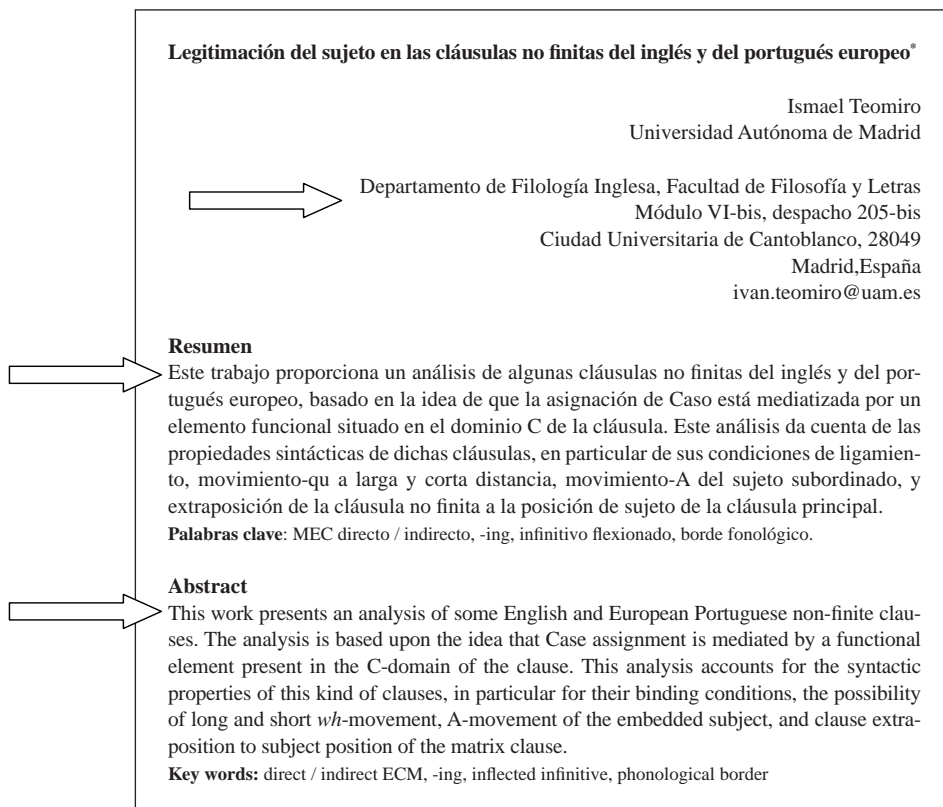 Legitimación del sujeto en las cláusulas no finitas del inglés y del portugués europeo*
Ismael Teomiro
Universidad Autónoma de Madrid
Departamento de Filología Inglesa, Facultad de Filosofía y Letras
Módulo VI-bis, despacho 205-bis
Ciudad Universitaria de Cantoblanco, 28049
Madrid,España
ivan.teomiro@uam.es
Resumen
Este trabajo proporciona un análisis de algunas cláusulas no finitas del inglés y del por-
tugués europeo, basado en la idea de que la asignación de Caso está mediatizada por un
elemento funcional situado en el dominio C de la cláusula. Este análisis da cuenta de las
propiedades sintácticas de dichas cláusulas, en particular de sus condiciones de ligamien-
to, movimiento-qu a larga y corta distancia, movimiento-A del sujeto subordinado, y
extraposición de la cláusula no finita a la posición de sujeto de la cláusula principal.
Palabras clave: MEC directo / indirecto, -ing, infinitivo flexionado, borde fonológico.
Abstract
This work presents an analysis of some English and European Portuguese non-finite clau-
ses. The analysis is based upon the idea that Case assignment is mediated by a functional
element present in the C-domain of the clause. This analysis accounts for the syntactic
properties of this kind of clauses, in particular for their binding conditions, the possibility
of long and short wh-movement, A-movement of the embedded subject, and clause extra-
position to subject position of the matrix clause.
Key words: direct / indirect ECM, -ing, inflected infinitive, phonological border